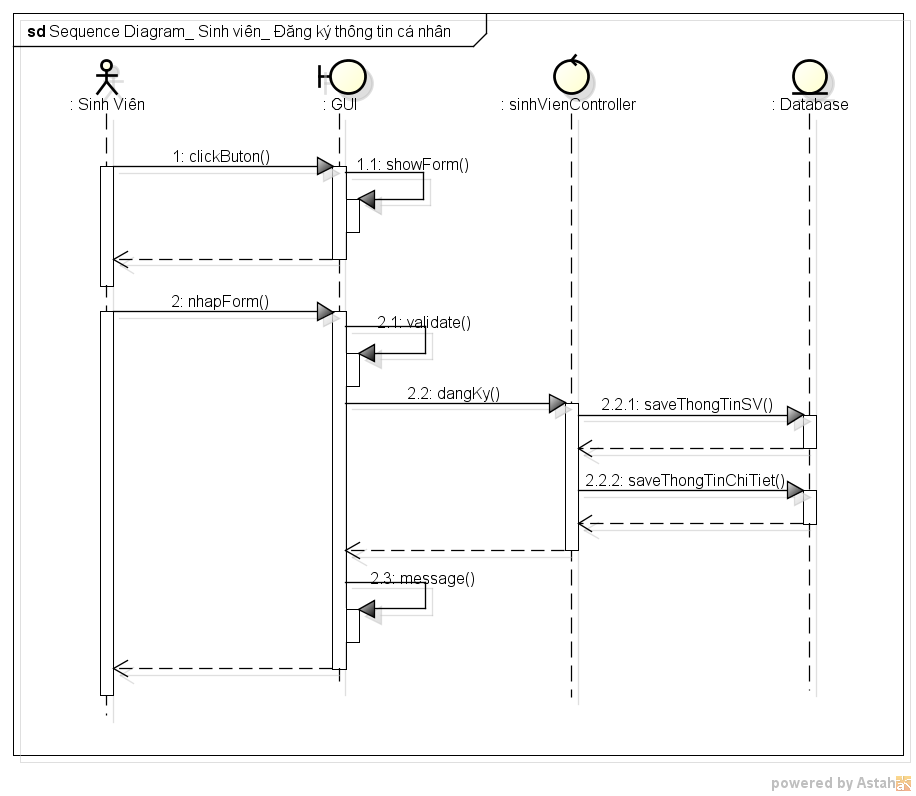 sd Sequence Diagram_ Sinh viên_ Đăng ký thông tin cá nhân
: Sinh Viên
: GUI
: sinhVienController
: Database
1: clickButon()
1.1: showForm()
2: nhapForm()
2.1: validate()
2.2: dangKy()
2.2.1: saveThongTinSV()
2.2.2: saveThongTinChiTiet()
2.3: message()
powered by Astah